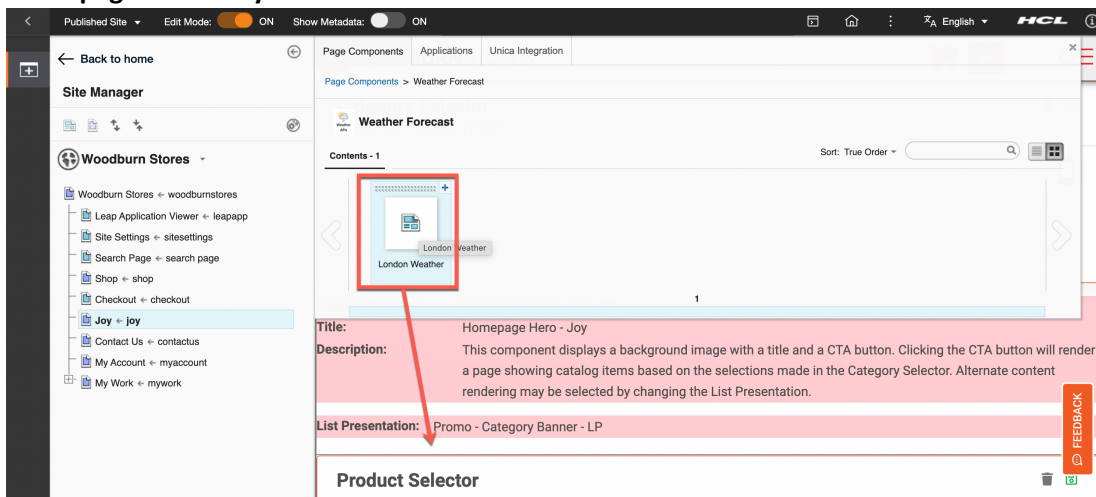 Published Site
Edit Mode:
ON
Show Metadata:
ON
English
HCL
Back to home
Site Manager
Woodburn Stores
Woodburn Stores ← woodburnstores
Leap Application Viewer ← leapapp
Site Settings ← sitesettings
Search Page ← search page
Shop ← shop
Checkout ← checkout
Joy ← joy
Contact Us ← contactus
My Account ← myaccount
My Work ← mywork
Page Components
Applications
Unica Integration
Page Components > Weather Forecast
Weather Forecast
Contents - 1
Sort: True Order
London Weather
London Weather
1
Title: Homepage Hero - Joy
Description: This component displays a background image with a title and a CTA button. Clicking the CTA button will render
a page showing catalog items based on the selections made in the Category Selector. Alternate content
rendering may be selected by changing the List Presentation.
List Presentation: Promo - Category Banner - LP
Product Selector
FEEDBACK